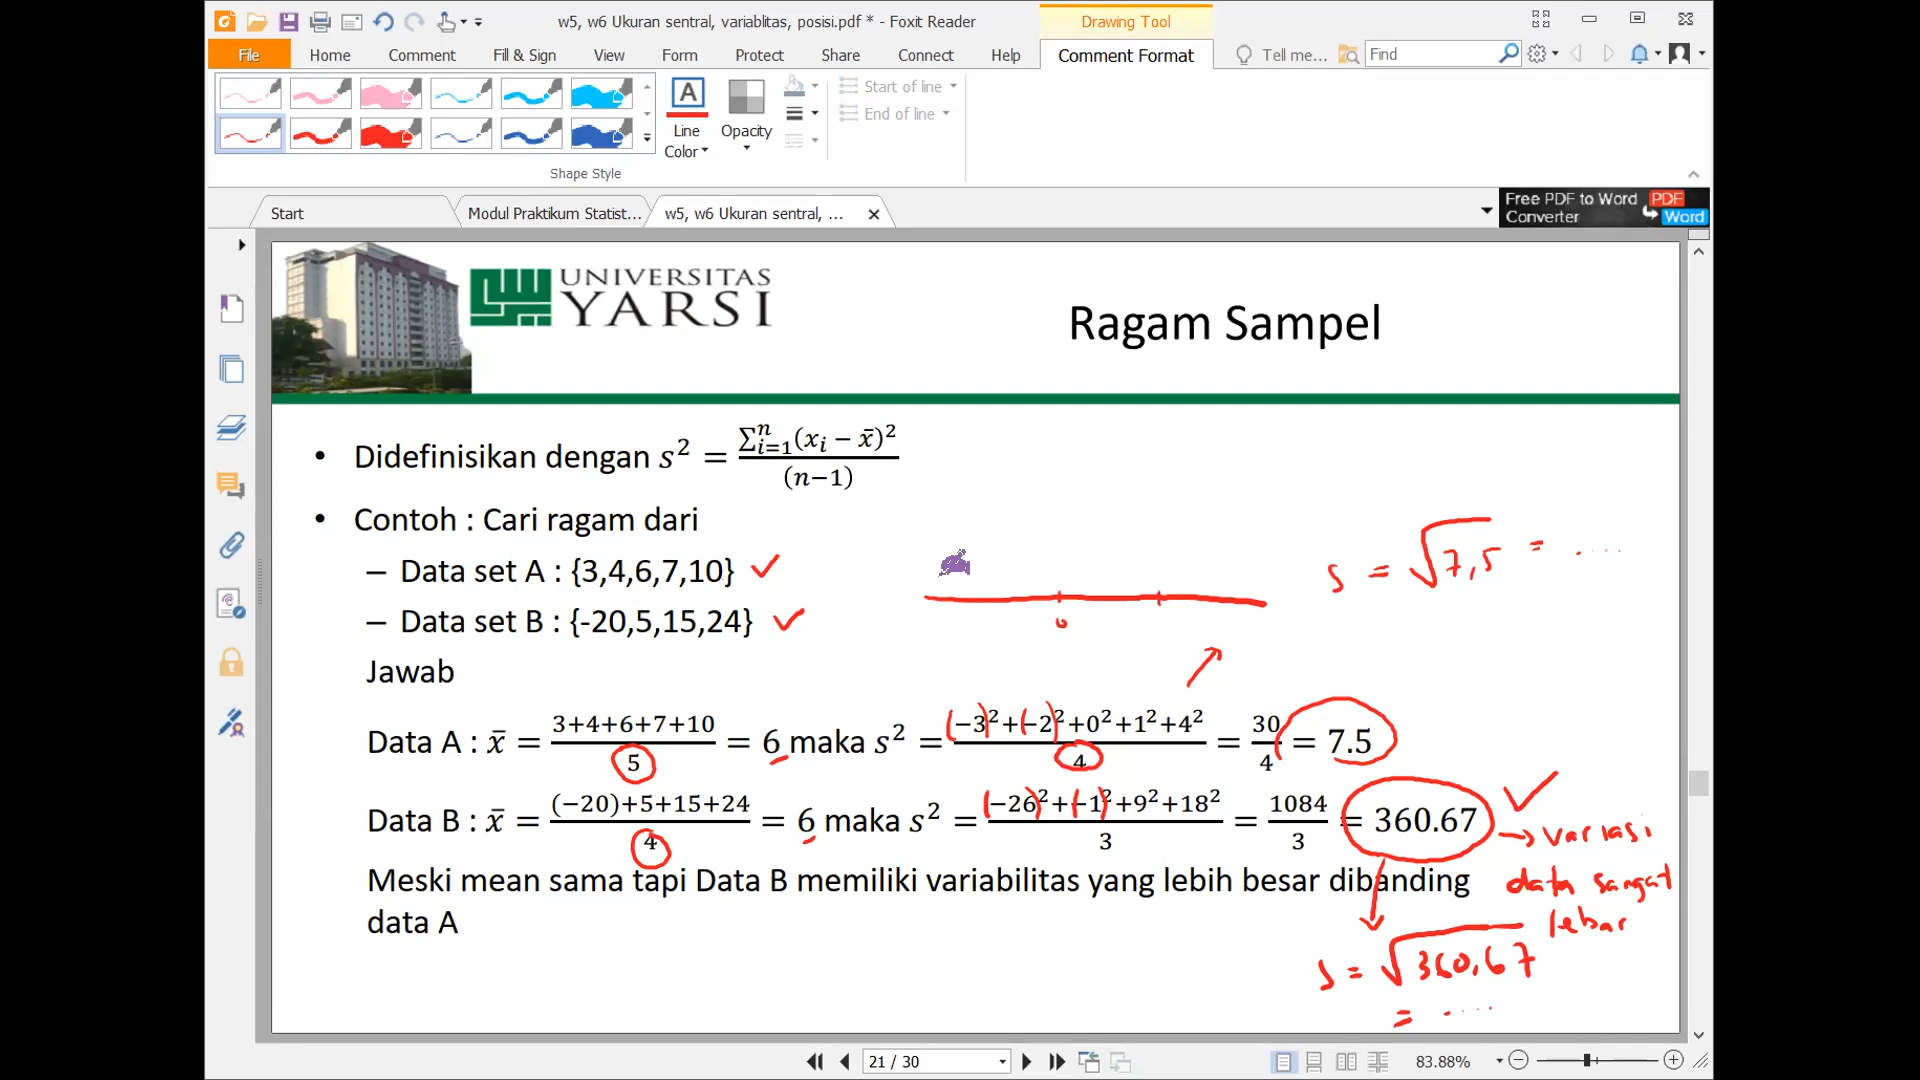 w5, w6 Ukuran sentral, variablitas, posisi.pdf * - Foxit Reader
Drawing Tool
File Home Comment Fill & Sign View Form Protect Share Connect Help Comment Format Tell me... Find
Start of line
End of line
Line Color
Opacity
Shape Style
Start
Modul Praktikum Statist...
w5, w6 Ukuran sentral, ...
Free PDF to Word Converter
PDF
Word
UNIVERSITAS
YARSI
Ragam Sampel
• Didefinisikan dengan s² = ∑ⁿᵢ₌₁(xᵢ − x̄)² / (n−1)
• Contoh : Cari ragam dari
– Data set A : {3,4,6,7,10}
– Data set B : {-20,5,15,24}
0
s = √7,5 = .....
Jawab
Data A : x̄ = 3+4+6+7+10 / 5 = 6 maka s² = (−3)²+(−2)²+0²+1²+4² / 4 = 30 / 4 = 7.5
Data B : x̄ = (−20)+5+15+24 / 4 = 6 maka s² = (−26)²+(−1)²+9²+18² / 3 = 1084 / 3 = 360.67
→ variasi
data sangat
lebar
Meski mean sama tapi Data B memiliki variabilitas yang lebih besar dibanding
data A
s = √360,67
= .....
21 / 30
83.88%